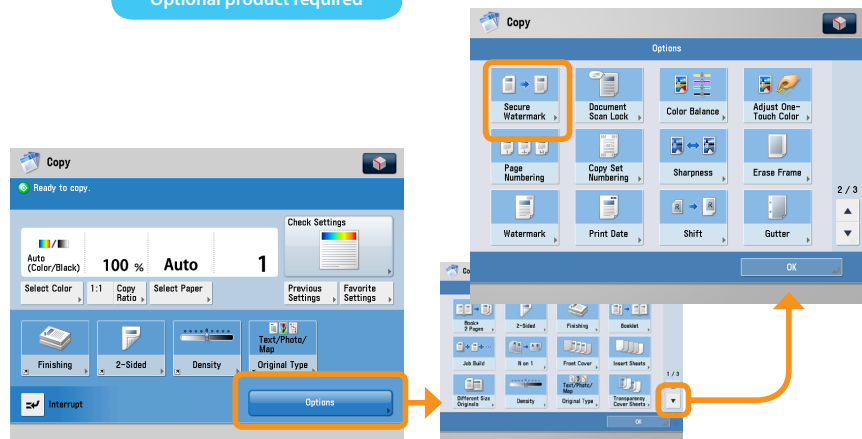 Optional product required
Copy
Options
Secure
Watermark
Document
Scan Lock
Color Balance
Adjust One-
Touch Color
Page
Numbering
Copy Set
Numbering
Sharpness
Erase Frame
2 / 3
Watermark
Print Date
Shift
Gutter
OK
Copy
Ready to copy.
Check Settings
Auto
(Color/Black)
100 %
Auto
1
Select Color
1:1
Copy
Ratio
Select Paper
Previous
Settings
Favorite
Settings
Text/Photo/
Map
Finishing
2-Sided
Density
Original Type
Interrupt
Options
Co
Book▸
2 Pages
2-Sided
Finishing
Booklet
Job Build
N on 1
Front Cover
Insert Sheets
1 / 3
Text/Photo/
Map
Different Size
Originals
Density
Original Type
Transparency
Cover Sheets
OK